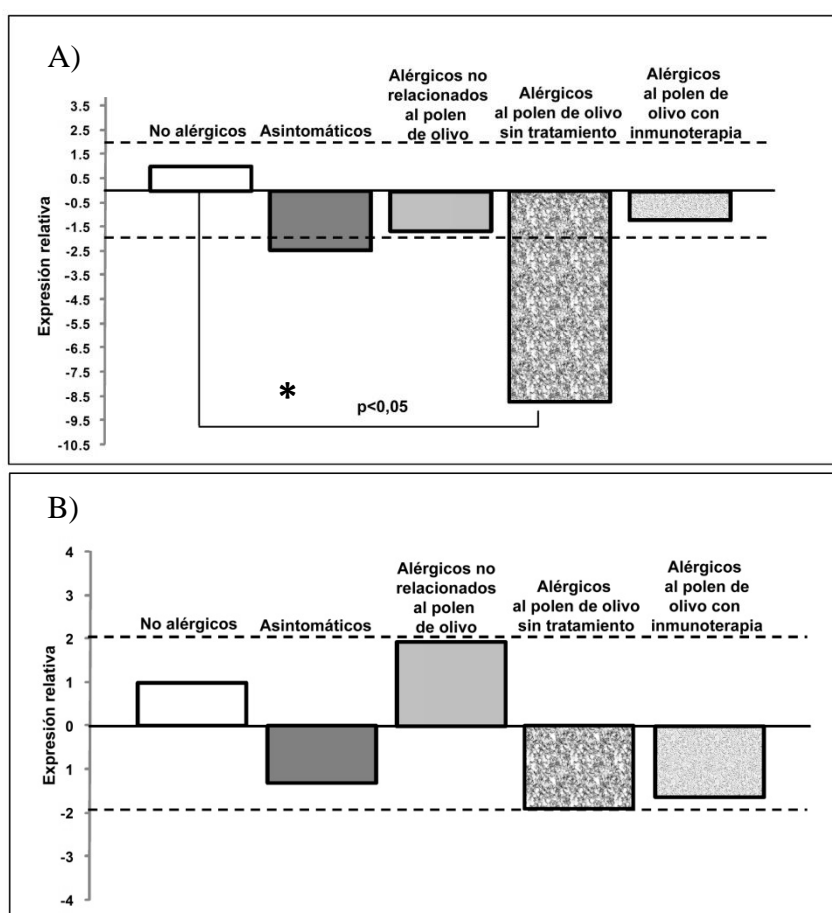 A)
Alérgicos no
relacionados
al polen
de olivo
Alérgicos
al polen de olivo
sin tratamiento
Alérgicos
al polen de
olivo con
inmunoterapia
No alérgicos
Asintomáticos
Expresión relativa
3.5
2.5
1.5
0.5
-0.5
-1.5
-2.5
-3.5
-4.5
-5.5
-6.5
-7.5
-8.5
-9.5
-10.5
*
p<0,05
B)
Alérgicos no
relacionados
al polen
de olivo
Alérgicos
al polen de olivo
sin tratamiento
Alérgicos
al polen de
olivo con
inmunoterapia
No alérgicos
Asintomáticos
Expresión relativa
4
3
2
1
0
1
-2
-3
-4